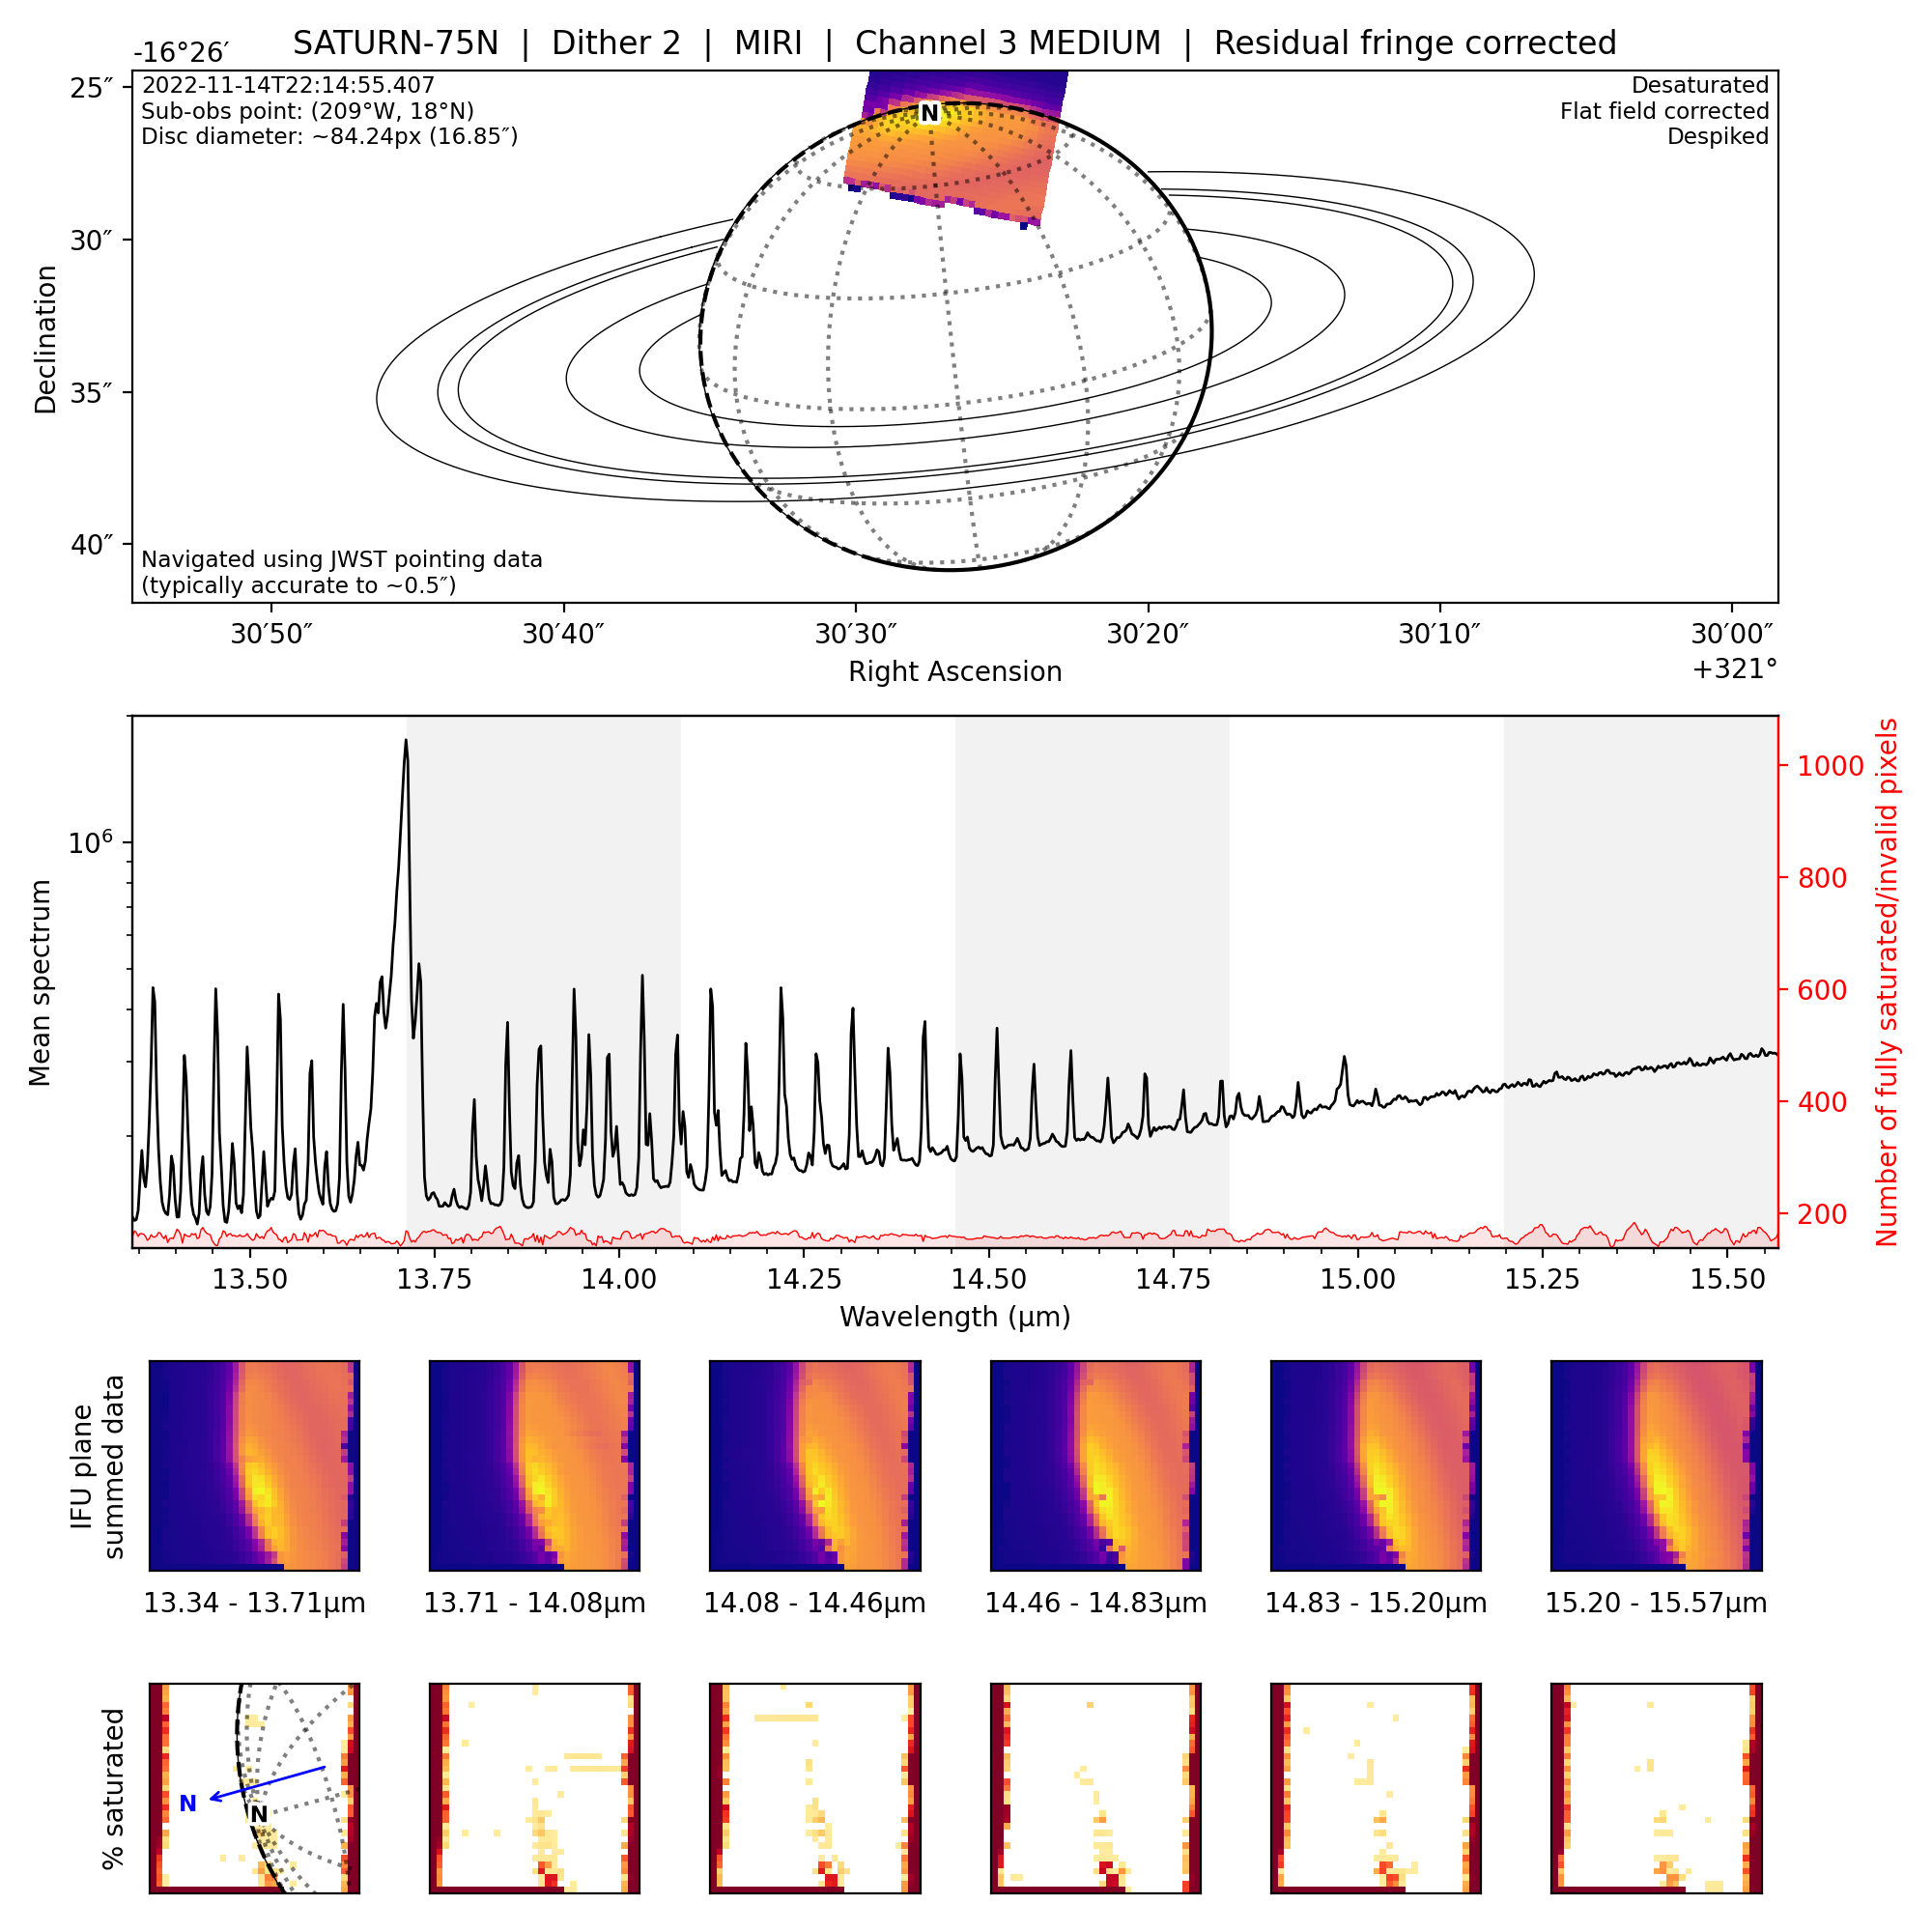 SATURN-75N | Dither 2 | MIRI | Channel 3 MEDIUM | Residual fringe corrected
-16°26′
2022-11-14T22:14:55.407
Sub-obs point: (209°W, 18°N)
Disc diameter: ~84.24px (16.85″)
Desaturated
Flat field corrected
Despiked
N
25″
30″
35″
40″
Declination
Navigated using JWST pointing data
(typically accurate to ~0.5″)
30′50″ 30′40″ 30′30″ 30′20″ 30′10″ 30′00″
Right Ascension
+321°
Mean spectrum
10⁶
1000
800
600
400
200
Number of fully saturated/invalid pixels
13.50 13.75 14.00 14.25 14.50 14.75 15.00 15.25 15.50
Wavelength (µm)
IFU plane
summed data
13.34 - 13.71µm 13.71 - 14.08µm 14.08 - 14.46µm 14.46 - 14.83µm 14.83 - 15.20µm 15.20 - 15.57µm
% saturated
N
N